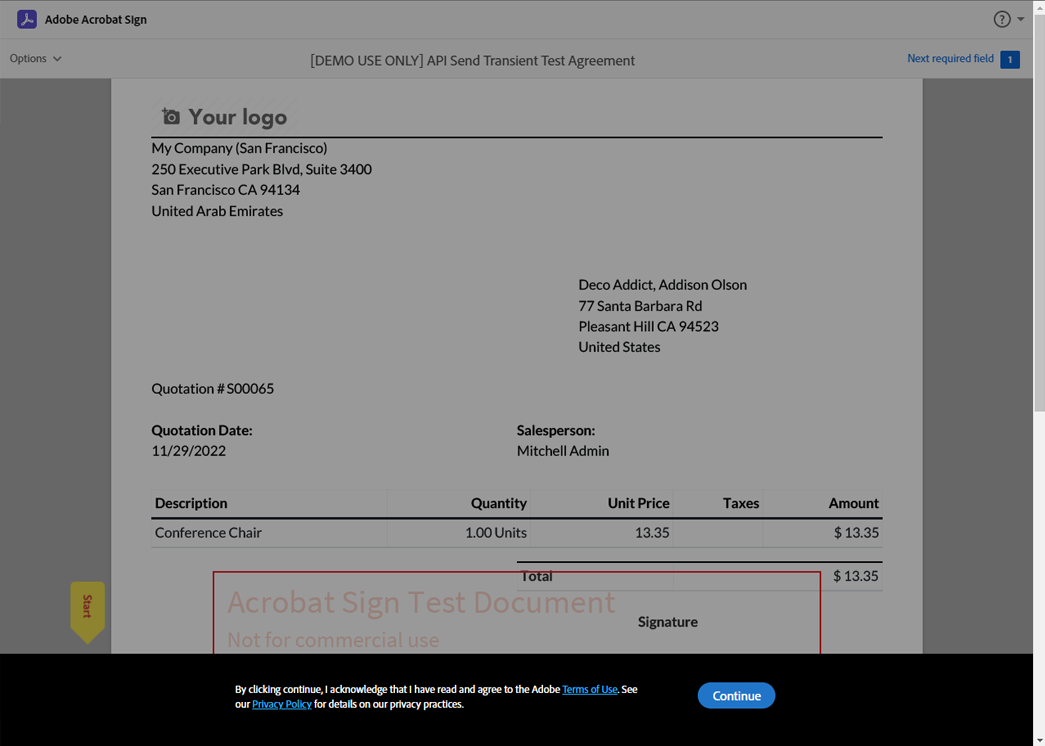 Adobe Acrobat Sign
?
Options
[DEMO USE ONLY] API Send Transient Test Agreement
Next required field 1
Your logo
My Company (San Francisco)
250 Executive Park Blvd, Suite 3400
San Francisco CA 94134
United Arab Emirates
Deco Addict, Addison Olson
77 Santa Barbara Rd
Pleasant Hill CA 94523
United States
Quotation # S00065
Quotation Date: Salesperson:
11/29/2022 Mitchell Admin
Description Quantity Unit Price Taxes Amount
Conference Chair 1.00 Units 13.35 $ 13.35
Total $ 13.35
Start
Acrobat Sign Test Document
Signature
Not for commercial use
By clicking continue, I acknowledge that I have read and agree to the Adobe Terms of Use. See
our Privacy Policy for details on our privacy practices.
Continue